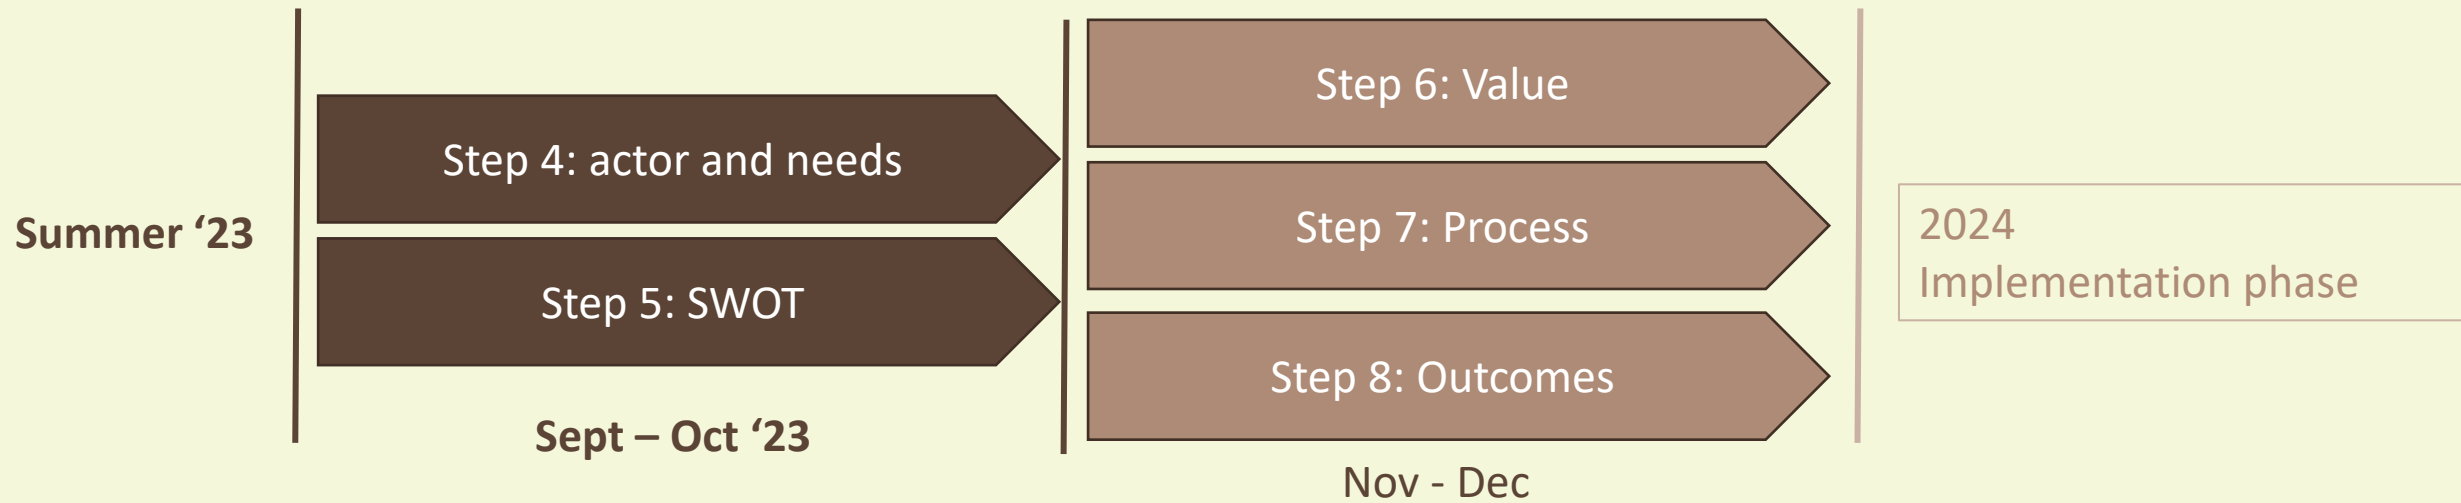 Summer ‘23
Step 4: actor and needs
Step 5: SWOT
Sept – Oct ‘23
Step 6: Value
Step 7: Process
Step 8: Outcomes
Nov - Dec
2024
Implementation phase